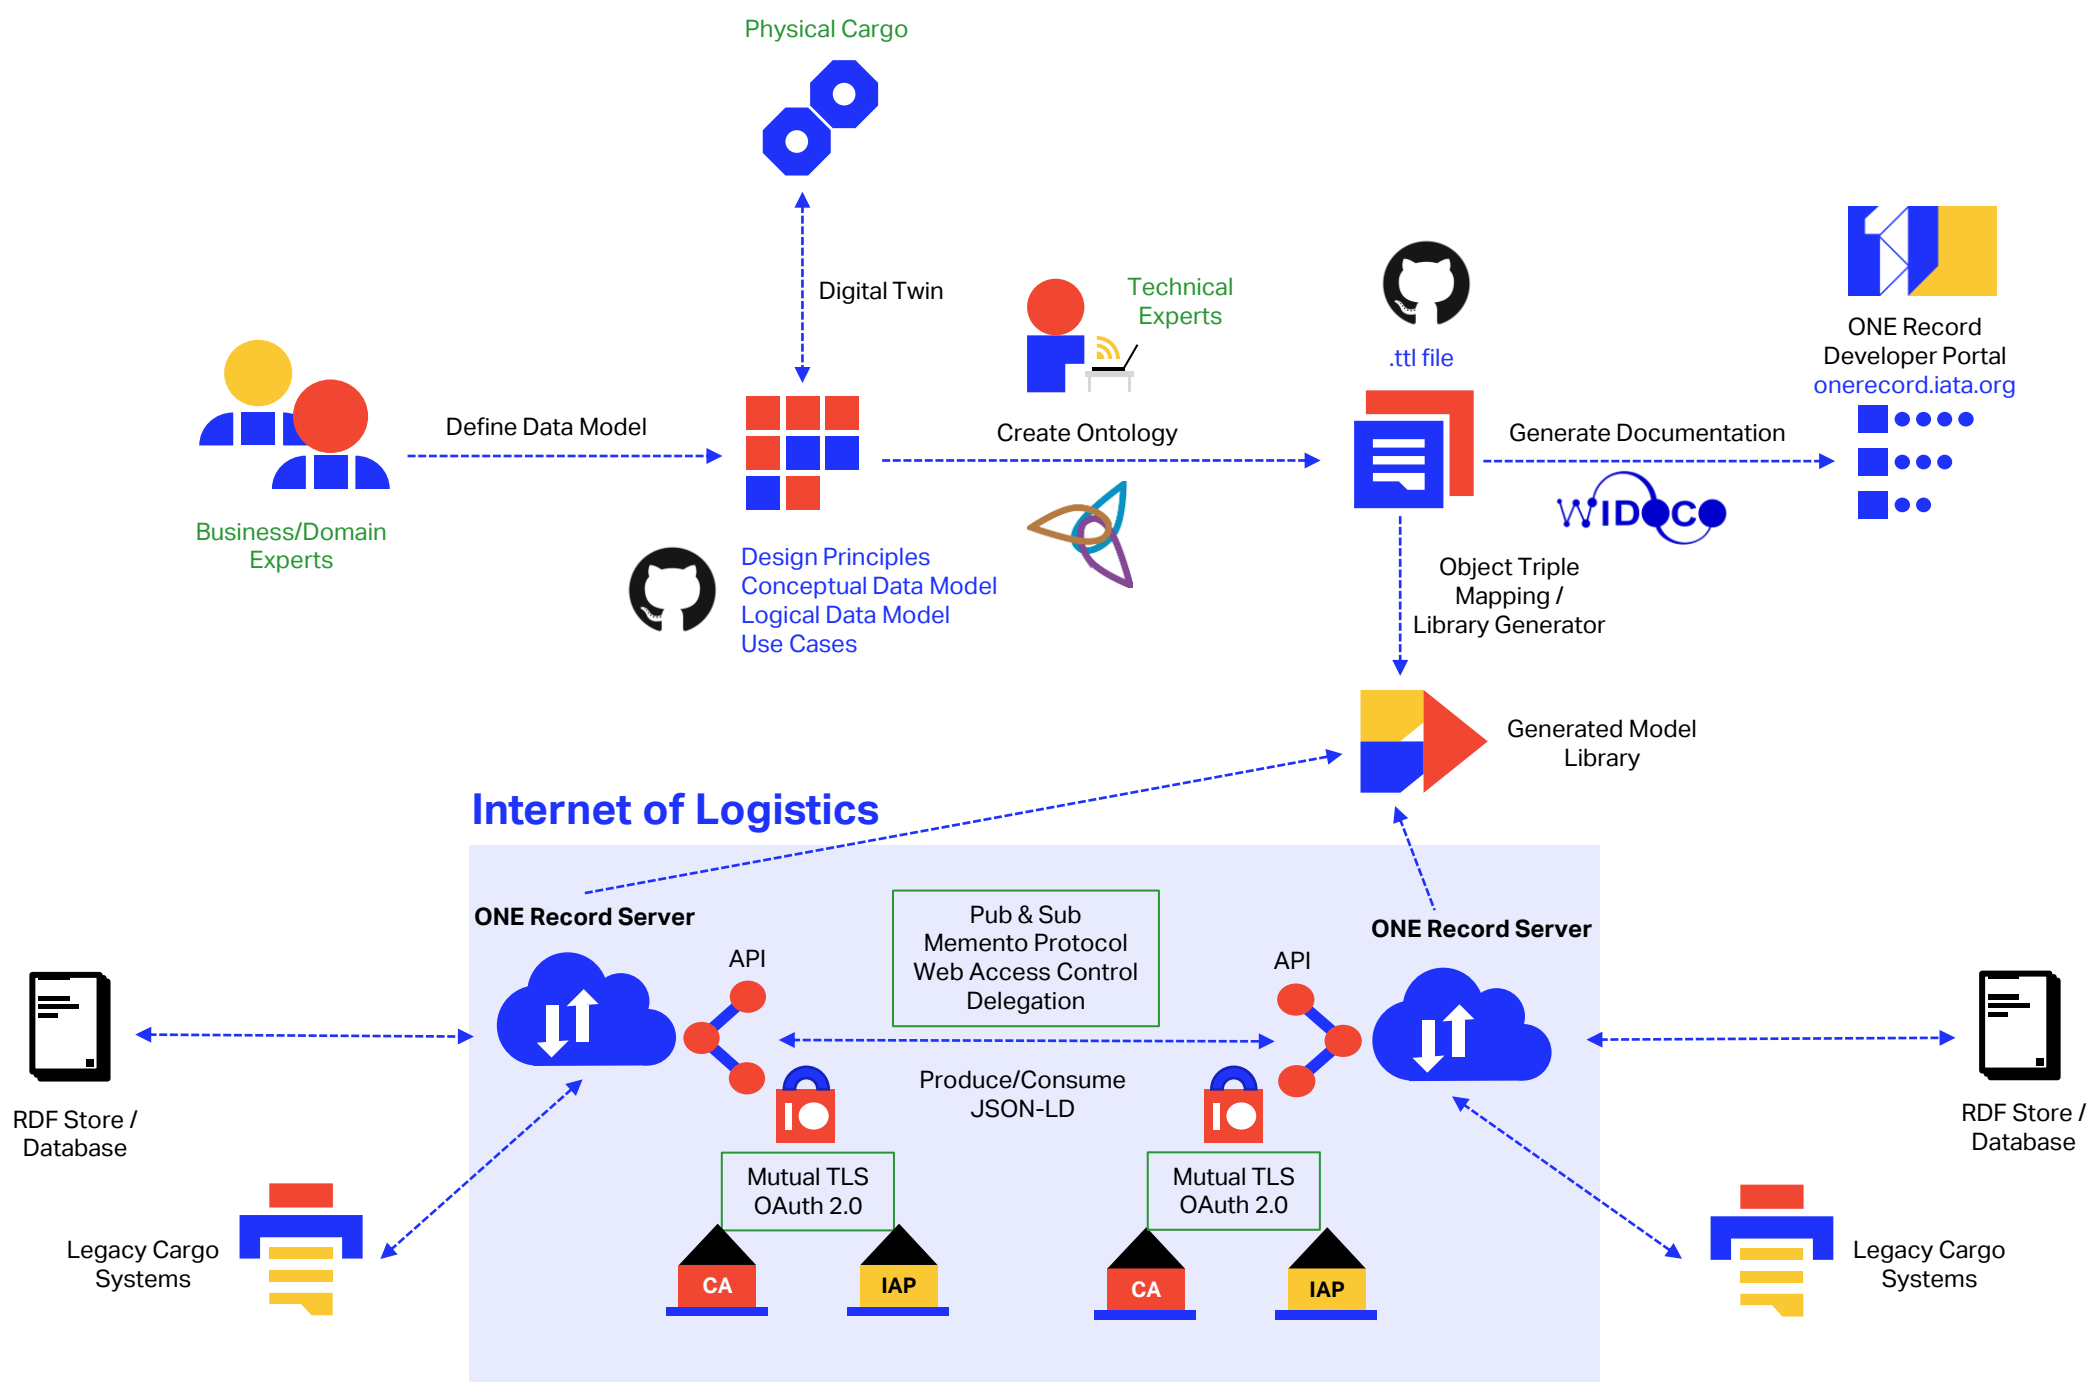 Physical Cargo
Digital Twin
Technical
Experts
.ttl file
ONE Record
Developer Portal
onerecord.iata.org
Define Data Model
Create Ontology
Generate Documentation
WIDOCO
Business/Domain
Experts
Design Principles
Conceptual Data Model
Logical Data Model
Use Cases
Object Triple
Mapping /
Library Generator
Generated Model
Library
Internet of Logistics
ONE Record Server
API
Pub & Sub
Memento Protocol
Web Access Control
Delegation
API
ONE Record Server
Produce/Consume
JSON-LD
RDF Store /
Database
RDF Store /
Database
Mutual TLS
OAuth 2.0
Mutual TLS
OAuth 2.0
Legacy Cargo
Systems
CA
IAP
CA
IAP
Legacy Cargo
Systems